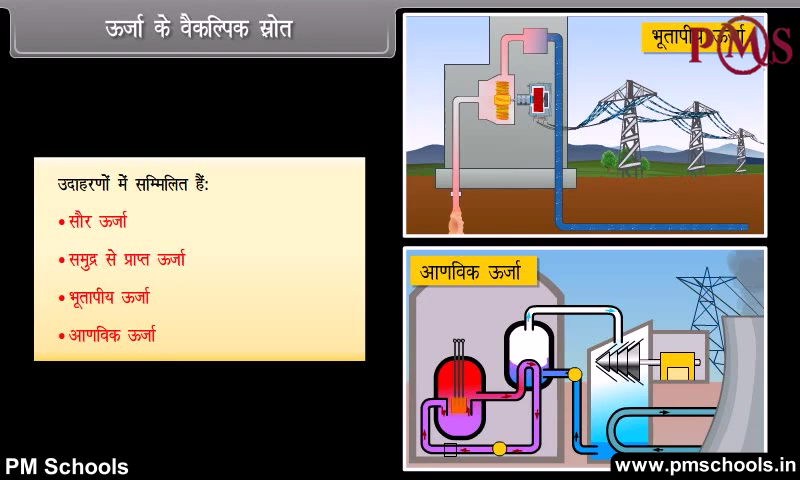 ऊर्जा के वैकल्पिक स्रोत
उदाहरणों में सम्मिलित हैं:
• सौर ऊर्जा
• समुद्र से प्राप्त ऊर्जा
• भूतापीय ऊर्जा
• आणविक ऊर्जा
भूतापीय ऊर्जा
PMS
आणविक ऊर्जा
PM Schools
www.pmschools.in